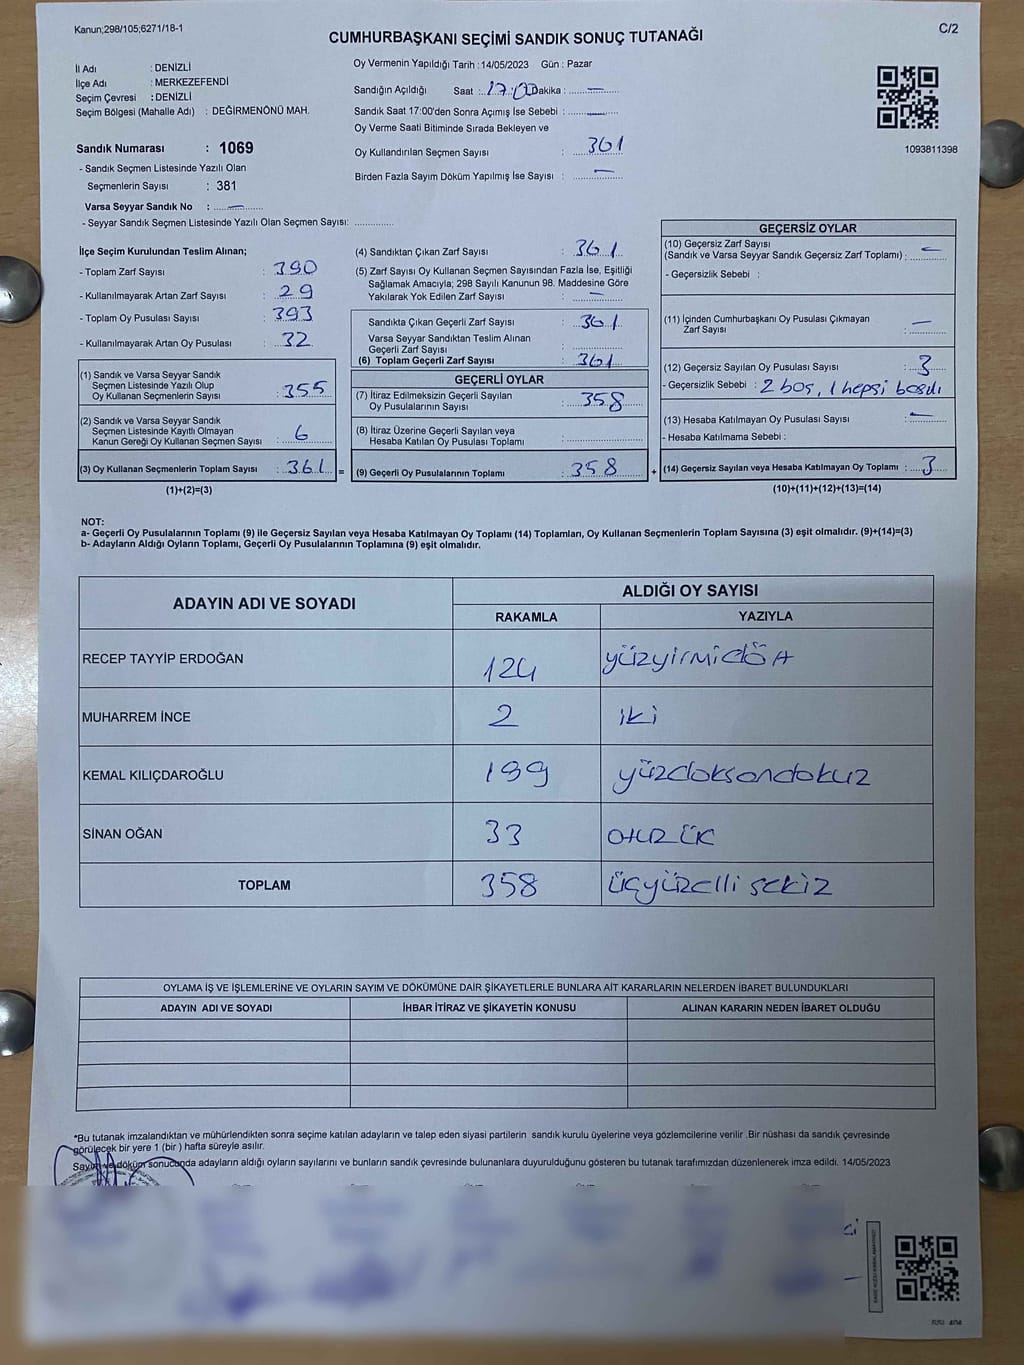 Kanun;298/105;6271/18-1
C/2
CUMHURBAŞKANI SEÇİMİ SANDIK SONUÇ TUTANAĞI
İl Adı : DENİZLİ
İlçe Adı : MERKEZEFENDİ
Seçim Çevresi : DENİZLİ
Seçim Bölgesi (Mahalle Adı) : DEĞİRMENÖNÜ MAH.
Sandık Numarası : 1069
- Sandık Seçmen Listesinde Yazılı Olan
Seçmenlerin Sayısı : 381
Varsa Seyyar Sandık No : —
- Seyyar Sandık Seçmen Listesinde Yazılı Olan Seçmen Sayısı: ..............
Oy Vermenin Yapıldığı Tarih :14/05/2023 Gün : Pazar
Sandığın Açıldığı Saat :17:00 Dakika : —
Sandık Saat 17:00'den Sonra Açımış İse Sebebi : —
Oy Verme Saati Bitiminde Sırada Bekleyen ve
Oy Kullandırılan Seçmen Sayısı : 361
Birden Fazla Sayım Döküm Yapılmış İse Sayısı : —
1093811398
İlçe Seçim Kurulundan Teslim Alınan;
- Toplam Zarf Sayısı : 390
- Kullanılmayarak Artan Zarf Sayısı : 29
- Toplam Oy Pusulası Sayısı : 393
- Kullanılmayarak Artan Oy Pusulası : 32
(1) Sandık ve Varsa Seyyar Sandık
Seçmen Listesinde Yazılı Olup
Oy Kullanan Seçmenlerin Sayısı : 355
(2) Sandık ve Varsa Seyyar Sandık
Seçmen Listesinde Kayıtlı Olmayan
Kanun Gereği Oy Kullanan Seçmen Sayısı : 6
(3) Oy Kullanan Seçmenlerin Toplam Sayısı : 361 =
(1)+(2)=(3)
(4) Sandıktan Çıkan Zarf Sayısı : 361
(5) Zarf Sayısı Oy Kullanan Seçmen Sayısından Fazla İse, Eşitliği
Sağlamak Amacıyla; 298 Sayılı Kanunun 98. Maddesine Göre
Yakılarak Yok Edilen Zarf Sayısı : —
Sandıkta Çıkan Geçerli Zarf Sayısı : 361
Varsa Seyyar Sandıktan Teslim Alınan
Geçerli Zarf Sayısı :
(6) Toplam Geçerli Zarf Sayısı : 361
GEÇERLİ OYLAR
(7) İtiraz Edilmeksizin Geçerli Sayılan
Oy Pusulalarının Sayısı : 358
(8) İtiraz Üzerine Geçerli Sayılan veya
Hesaba Katılan Oy Pusulası Toplamı :
(9) Geçerli Oy Pusulalarının Toplamı : 358 +
GEÇERSİZ OYLAR
(10) Geçersiz Zarf Sayısı
(Sandık ve Varsa Seyyar Sandık Geçersiz Zarf Toplamı) : —
- Geçersizlik Sebebi :
(11) İçinden Cumhurbaşkanı Oy Pusulası Çıkmayan
Zarf Sayısı : —
(12) Geçersiz Sayılan Oy Pusulası Sayısı : 3
- Geçersizlik Sebebi : 2 boş, 1 hepsi basılı
(13) Hesaba Katılmayan Oy Pusulası Sayısı : —
- Hesaba Katılmama Sebebi :
(14) Geçersiz Sayılan veya Hesaba Katılmayan Oy Toplamı : 3
(10)+(11)+(12)+(13)=(14)
NOT:
a- Geçerli Oy Pusulalarının Toplamı (9) ile Geçersiz Sayılan veya Hesaba Katılmayan Oy Toplamı (14) Toplamları, Oy Kullanan Seçmenlerin Toplam Sayısına (3) eşit olmalıdır. (9)+(14)=(3)
b- Adayların Aldığı Oyların Toplamı, Geçerli Oy Pusulalarının Toplamına (9) eşit olmalıdır.
ADAYIN ADI VE SOYADI
ALDIĞI OY SAYISI
RAKAMLA YAZIYLA
RECEP TAYYİP ERDOĞAN 124 yüzyirmidört
MUHARREM İNCE 2 iki
KEMAL KILIÇDAROĞLU 199 yüzdoksandokuz
SİNAN OĞAN 33 otuz üç
TOPLAM 358 üçyüzelli sekiz
OYLAMA İŞ VE İŞLEMLERİNE VE OYLARIN SAYIM VE DÖKÜMÜNE DAİR ŞİKAYETLERLE BUNLARA AİT KARARLARIN NELERDEN İBARET BULUNDUKLARI
ADAYIN ADI VE SOYADI İHBAR İTİRAZ VE ŞİKAYETİN KONUSU ALINAN KARARIN NEDEN İBARET OLDUĞU
*Bu tutanak imzalandıktan ve mühürlendikten sonra seçime katılan adayların ve talep eden siyasi partilerin sandık kurulu üyelerine veya gözlemcilerine verilir .Bir nüshası da sandık çevresinde
görülecek bir yere 1 (bir ) hafta süreyle asılır.
Sayım ve döküm sonucunda adayların aldığı oyların sayılarını ve bunların sandık çevresinde bulunanlara duyurulduğunu gösteren bu tutanak tarafımızdan düzenlenerek imza edildi. 14/05/2023